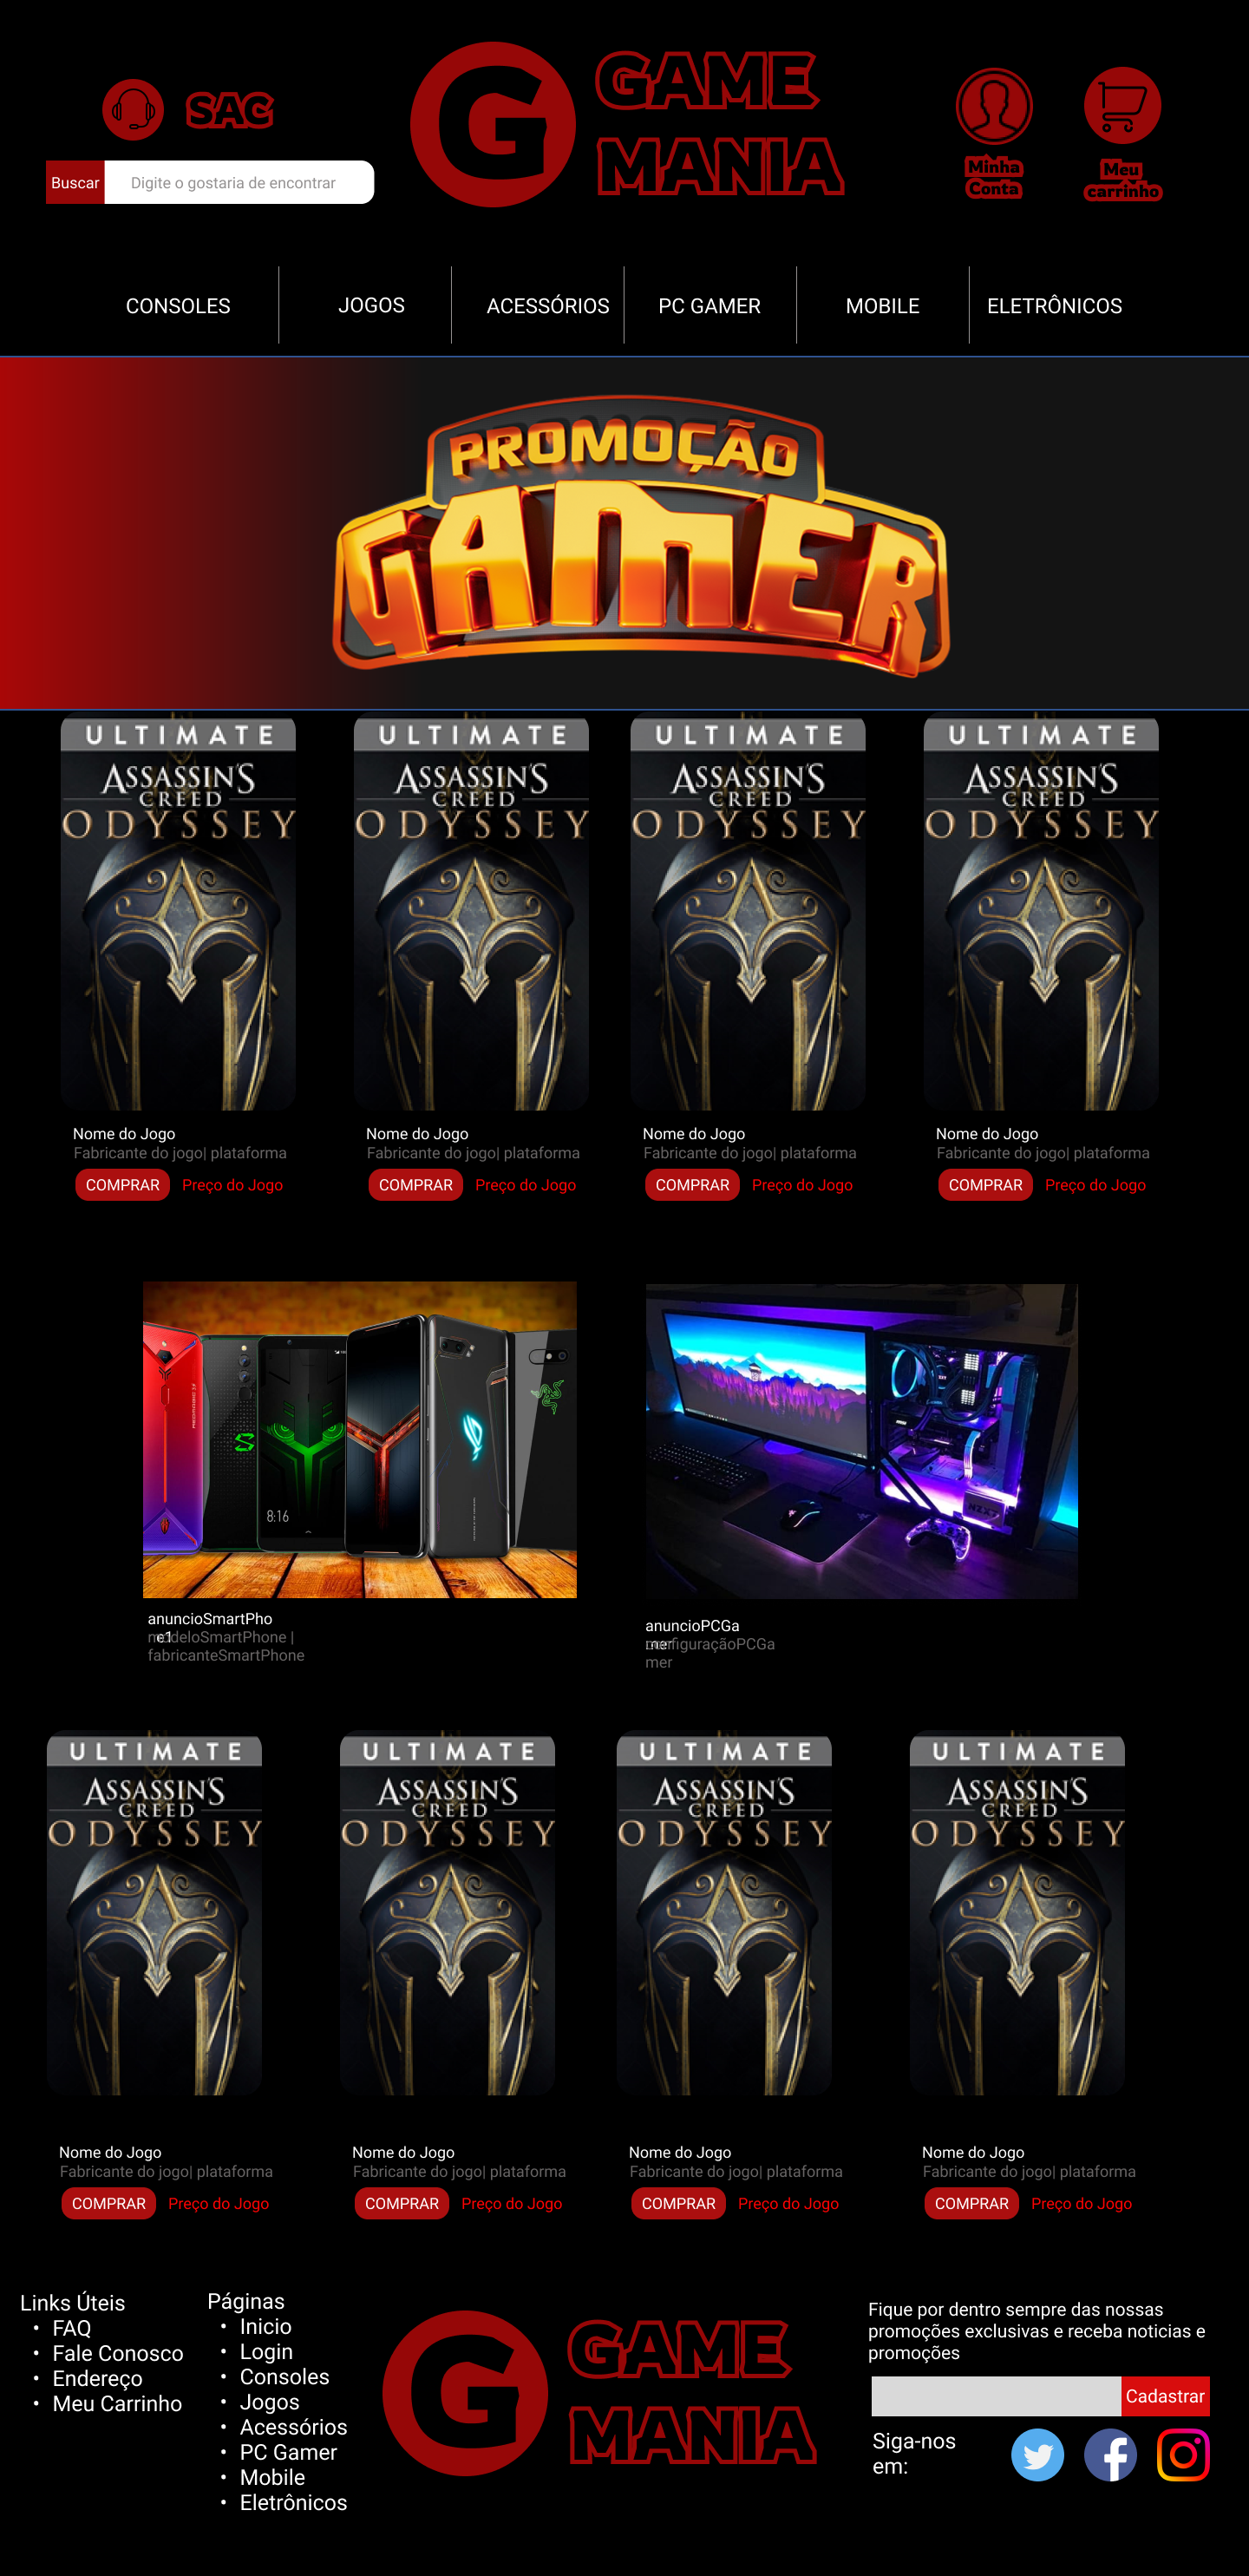 SAC
Buscar
Digite o gostaria de encontrar
G
GAME
MANIA
Minha
Conta
Meu
carrinho
CONSOLES
JOGOS
ACESSÓRIOS
PC GAMER
MOBILE
ELETRÔNICOS
PROMOÇÃO
GAMER
ULTIMATE
ASSASSIN'S
CREED
ODYSSEY
ULTIMATE
ASSASSIN'S
CREED
ODYSSEY
ULTIMATE
ASSASSIN'S
CREED
ODYSSEY
ULTIMATE
ASSASSIN'S
CREED
ODYSSEY
Nome do Jogo
Fabricante do jogo| plataforma
COMPRAR Preço do Jogo
Nome do Jogo
Fabricante do jogo| plataforma
COMPRAR Preço do Jogo
Nome do Jogo
Fabricante do jogo| plataforma
COMPRAR Preço do Jogo
Nome do Jogo
Fabricante do jogo| plataforma
COMPRAR Preço do Jogo
8:16
NZXT
anuncioSmartPho
e1
modeloSmartPhone |
fabricanteSmartPhone
anuncioPCGa
mer
configuraçãoPCGa
mer
ULTIMATE
ASSASSIN'S
CREED
ODYSSEY
ULTIMATE
ASSASSIN'S
CREED
ODYSSEY
ULTIMATE
ASSASSIN'S
CREED
ODYSSEY
ULTIMATE
ASSASSIN'S
CREED
ODYSSEY
Nome do Jogo
Fabricante do jogo| plataforma
COMPRAR Preço do Jogo
Nome do Jogo
Fabricante do jogo| plataforma
COMPRAR Preço do Jogo
Nome do Jogo
Fabricante do jogo| plataforma
COMPRAR Preço do Jogo
Nome do Jogo
Fabricante do jogo| plataforma
COMPRAR Preço do Jogo
Links Úteis
• FAQ
• Fale Conosco
• Endereço
• Meu Carrinho
Páginas
• Inicio
• Login
• Consoles
• Jogos
• Acessórios
• PC Gamer
• Mobile
• Eletrônicos
G
GAME
MANIA
Fique por dentro sempre das nossas
promoções exclusivas e receba noticias e
promoções
Cadastrar
Siga-nos
em: